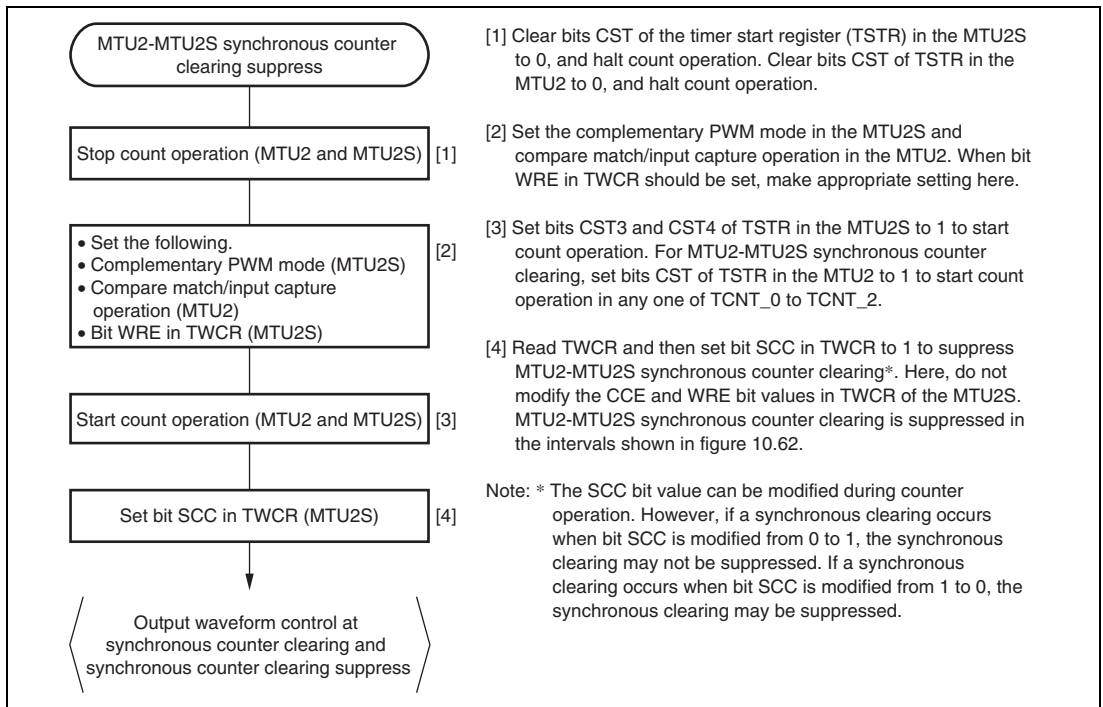 MTU2-MTU2S synchronous counter
clearing suppress
Stop count operation (MTU2 and MTU2S)
[1]
• Set the following.
• Complementary PWM mode (MTU2S)
• Compare match/input capture
operation (MTU2)
• Bit WRE in TWCR (MTU2S)
[2]
Start count operation (MTU2 and MTU2S)
[3]
Set bit SCC in TWCR (MTU2S)
[4]
Output waveform control at
synchronous counter clearing and
synchronous counter clearing suppress
[1] Clear bits CST of the timer start register (TSTR) in the MTU2S
to 0, and halt count operation. Clear bits CST of TSTR in the
MTU2 to 0, and halt count operation.
[2] Set the complementary PWM mode in the MTU2S and
compare match/input capture operation in the MTU2. When bit
WRE in TWCR should be set, make appropriate setting here.
[3] Set bits CST3 and CST4 of TSTR in the MTU2S to 1 to start
count operation. For MTU2-MTU2S synchronous counter
clearing, set bits CST of TSTR in the MTU2 to 1 to start count
operation in any one of TCNT_0 to TCNT_2.
[4] Read TWCR and then set bit SCC in TWCR to 1 to suppress
MTU2-MTU2S synchronous counter clearing*. Here, do not
modify the CCE and WRE bit values in TWCR of the MTU2S.
MTU2-MTU2S synchronous counter clearing is suppressed in
the intervals shown in figure 10.62.
Note: * The SCC bit value can be modified during counter
operation. However, if a synchronous clearing occurs
when bit SCC is modified from 0 to 1, the synchronous
clearing may not be suppressed. If a synchronous
clearing occurs when bit SCC is modified from 1 to 0, the
synchronous clearing may be suppressed.